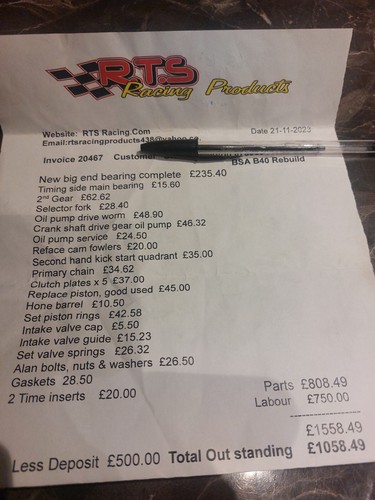 R.T.S
Racing Products
Website: RTS Racing.Com
Date 21-11-2023
Email:rtsracingproducts438@yahoo.co
Invoice 20467 Customer
BSA B40 Rebuild
New big end bearing complete £235.40
Timing side main bearing £15.60
2nd Gear £62.62
Selector fork £28.40
Oil pump drive worm £48.90
Crank shaft drive gear oil pump £46.32
Oil pump service £24.50
Reface cam fowlers £20.00
Second hand kick start quadrant £35.00
Primary chain £34.62
Clutch plates x 5 £37.00
Replace piston, good used £45.00
Hone barrel £10.50
Set piston rings £42.58
Intake valve cap £5.50
Intake valve guide £15.23
Set valve springs £26.32
Alan bolts, nuts & washers £26.50
Gaskets 28.50
2 Time inserts £20.00
Parts £808.49
Labour £750.00
--------------
£1558.49
Less Deposit £500.00 Total Out standing £1058.49